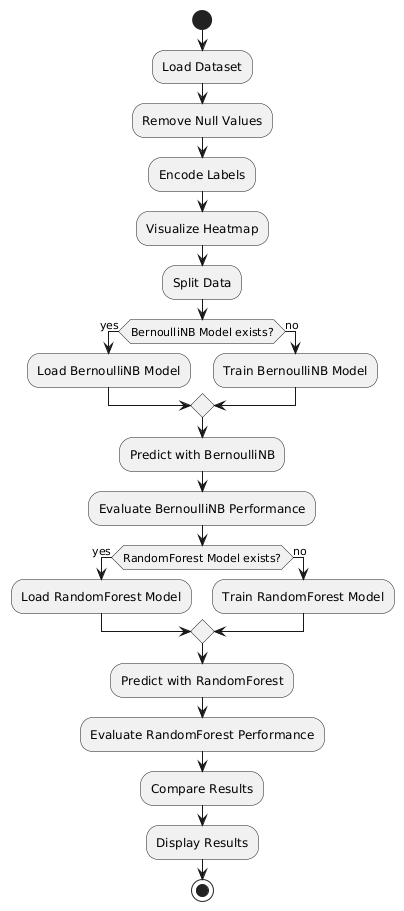 Load Dataset
Remove Null Values
Encode Labels
Visualize Heatmap
Split Data
yes
BernoulliNB Model exists?
no
Load BernoulliNB Model
Train BernoulliNB Model
Predict with BernoulliNB
Evaluate BernoulliNB Performance
yes
RandomForest Model exists?
no
Load RandomForest Model
Train RandomForest Model
Predict with RandomForest
Evaluate RandomForest Performance
Compare Results
Display Results